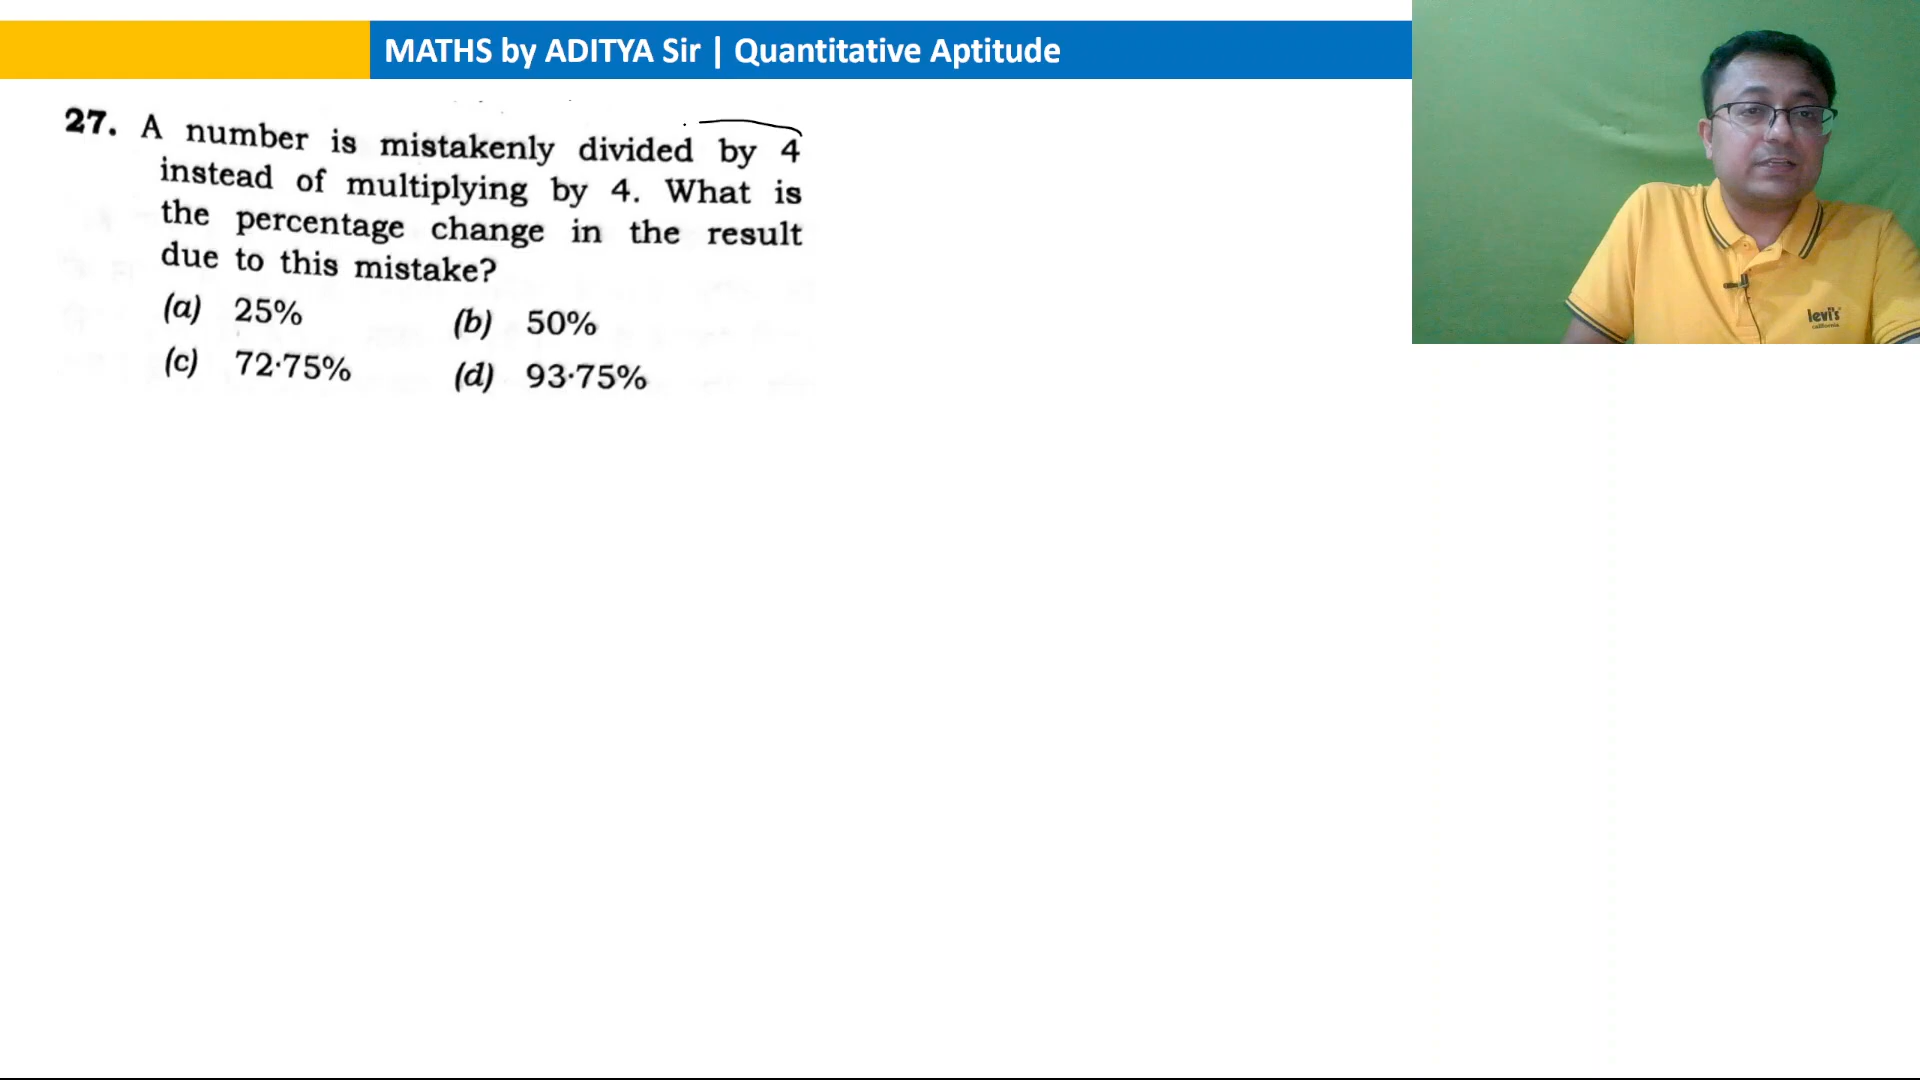 MATHS by ADITYA Sir | Quantitative Aptitude
27. A number is mistakenly divided by 4
instead of multiplying by 4. What is
the percentage change in the result
due to this mistake?
(a) 25% (b) 50%
(c) 72·75% (d) 93·75%
levi's
california